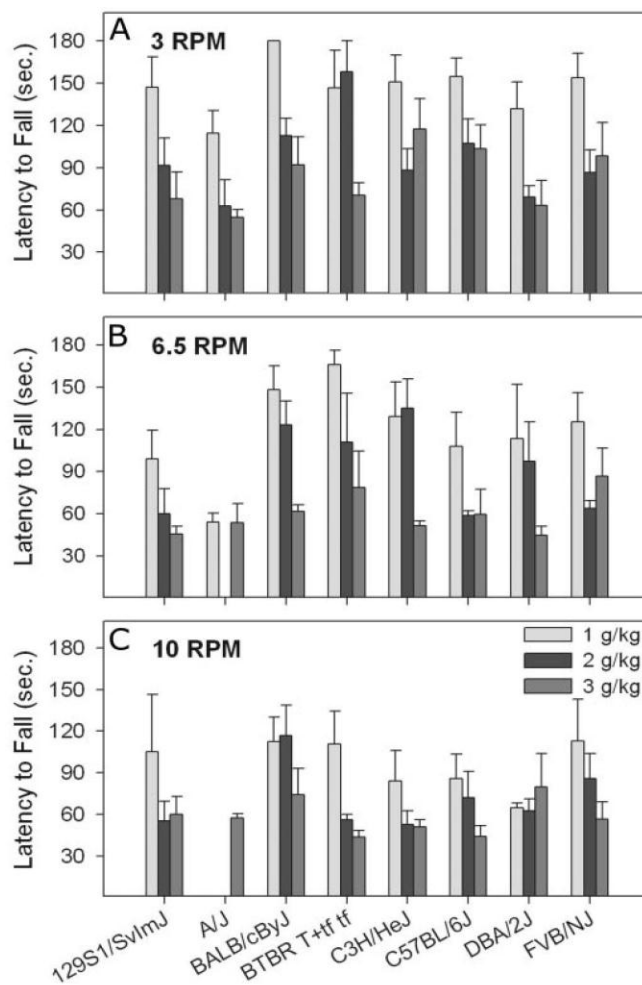 A
3 RPM
Latency to Fall (sec.)
180
150
120
90
60
30
B
6.5 RPM
Latency to Fall (sec.)
180
150
120
90
60
30
C
10 RPM
1 g/kg
2 g/kg
3 g/kg
Latency to Fall (sec.)
180
150
120
90
60
30
129S1/SvImJ
A/J
BALB/cByJ
BTBR T+tf tf
C3H/HeJ
C57BL/6J
DBA/2J
FVB/NJ